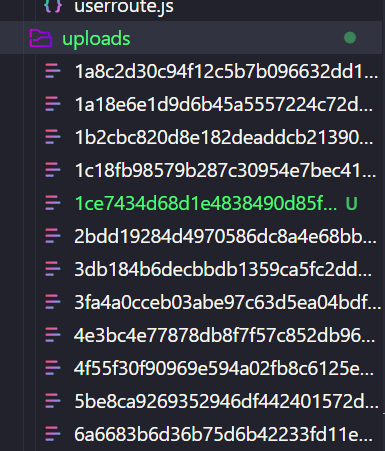 userroute.js
uploads
1a8c2d30c94f12c5b7b096632dd1...
1a18e6e1d9d6b45a5557224c72d...
1b2cbc820d8e182deaddcb21390...
1c18fb98579b287c30954e7bec41...
1ce7434d68d1e4838490d85f... U
2bdd19284d4970586dc8a4e68bb...
3db184b6decbbdb1359ca5fc2dd...
3fa4a0cceb03abe97c63d5ea04bdf...
4e3bc4e77878db8f7f57c852db96...
4f55f30f90969e594a02fb8c6125e...
5be8ca9269352946df442401572d...
6a6683b6d36b75d6b42233fd11e...